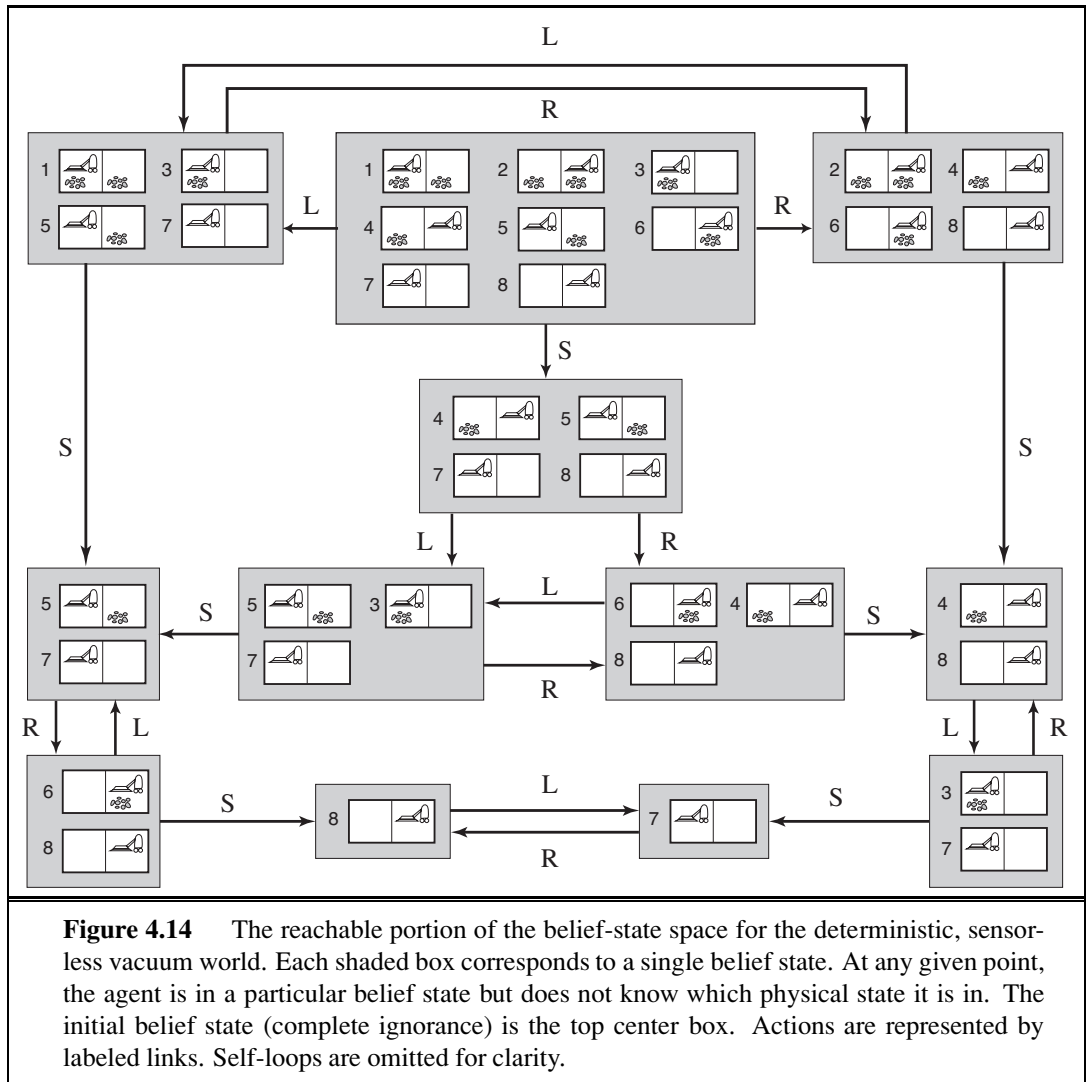 L
R
1 3
5 7
L
1 2 3
4 5 6
7 8
R
2 4
6 8
S
S
4 5
7 8
S
L R
5
7
S
5 3
7
L
R
6 4
8
S
4
8
R L
L R
6
8
S
8
L
R
7
S
3
7
Figure 4.14 The reachable portion of the belief-state space for the deterministic, sensor-
less vacuum world. Each shaded box corresponds to a single belief state. At any given point,
the agent is in a particular belief state but does not know which physical state it is in. The
initial belief state (complete ignorance) is the top center box. Actions are represented by
labeled links. Self-loops are omitted for clarity.